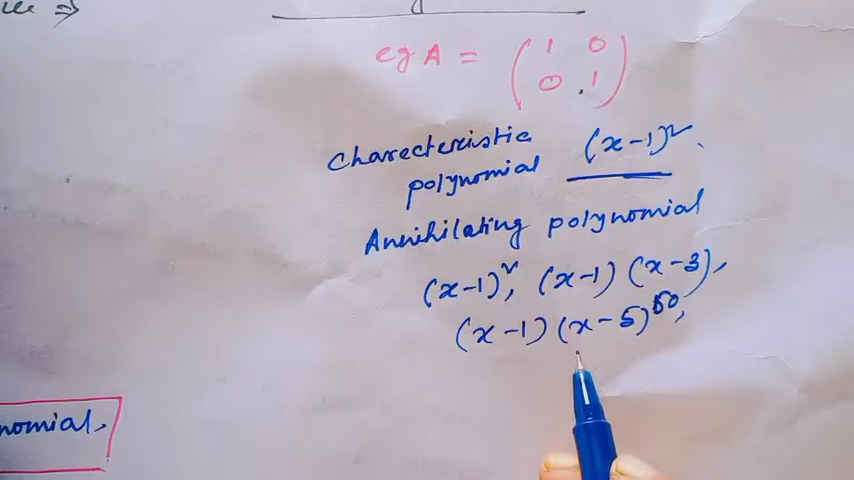 ⇒
eg A = ( 1 0
0 1 )
Charecteristic (x-1)²
polynomial
Annihilating polynomial
(x-1)², (x-1) (x-3),
(x-1) (x-5)⁵⁰,
nomial.